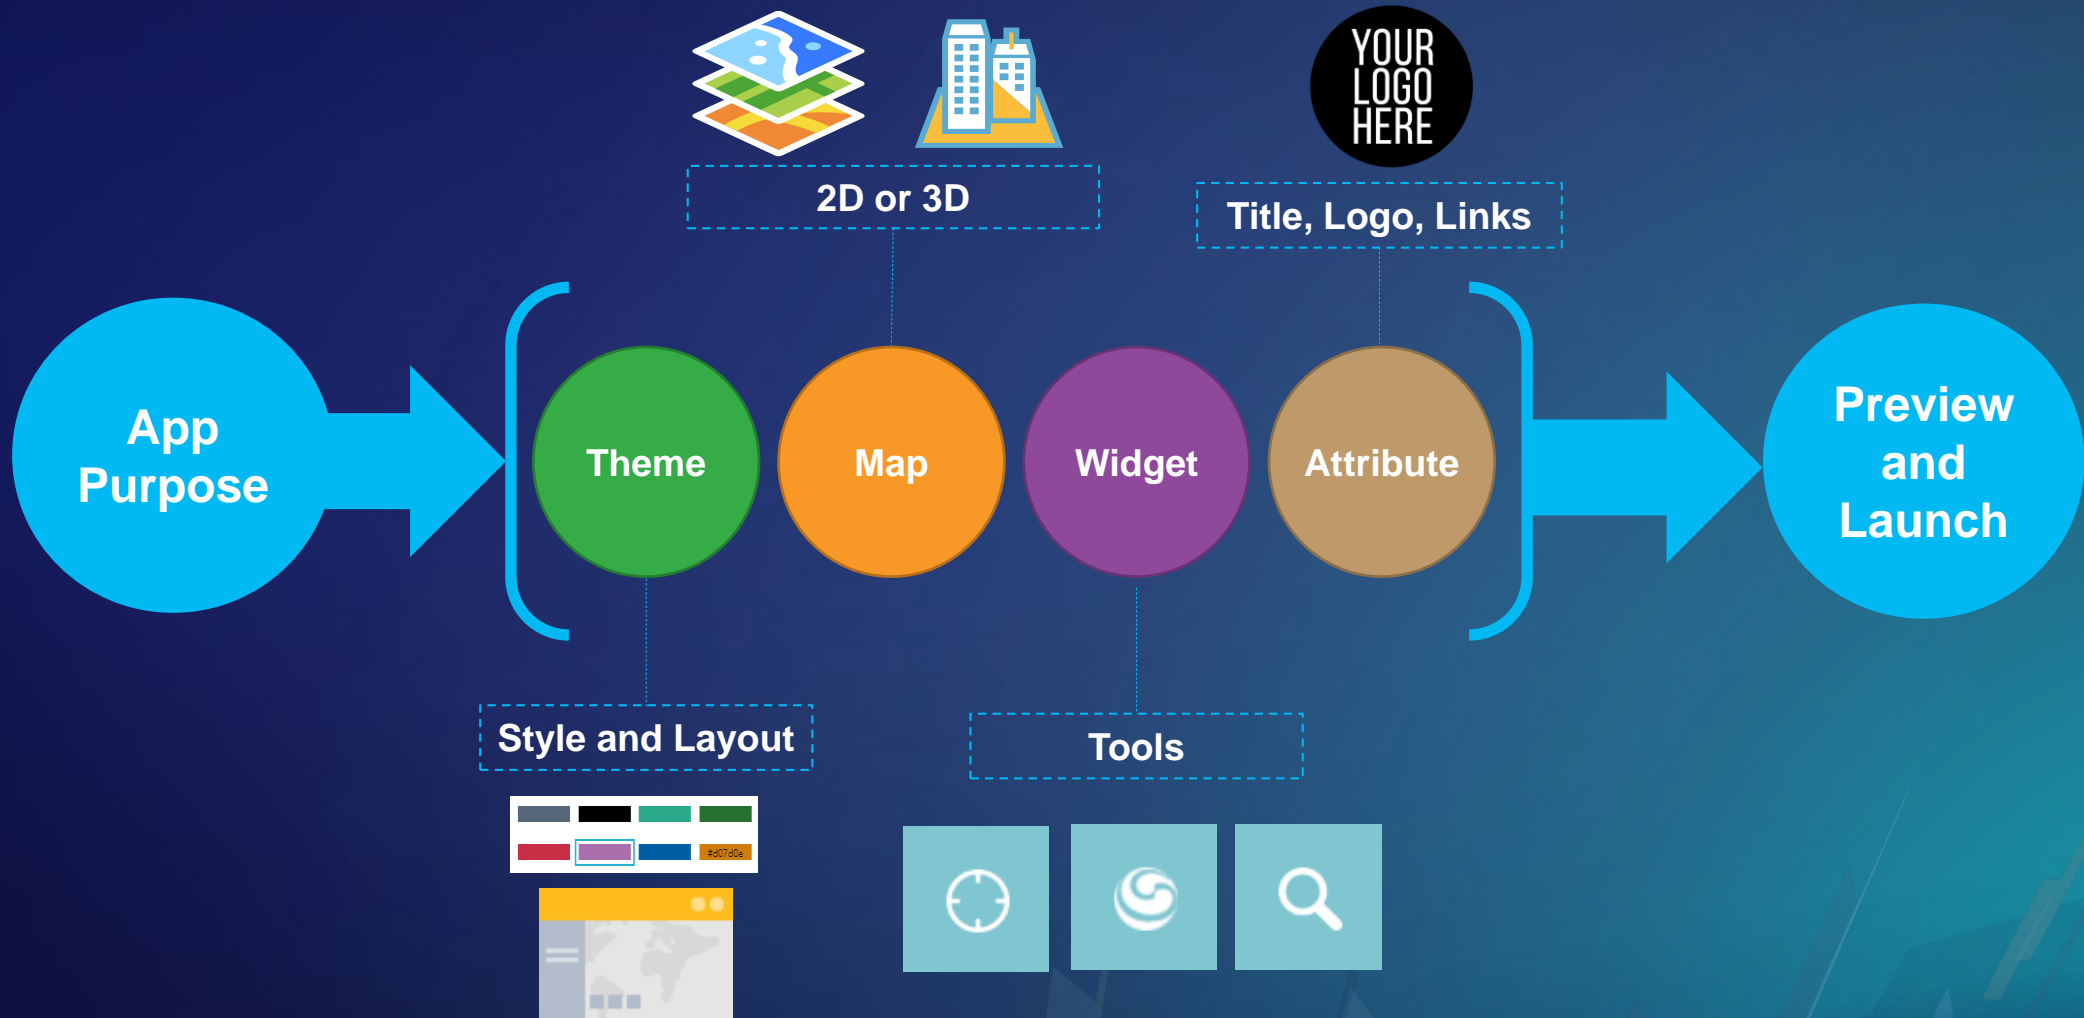 YOUR
LOGO
HERE
2D or 3D
Title, Logo, Links
App
Purpose
Theme
Map
Widget
Attribute
Preview
and
Launch
Style and Layout
Tools
#d07d0e